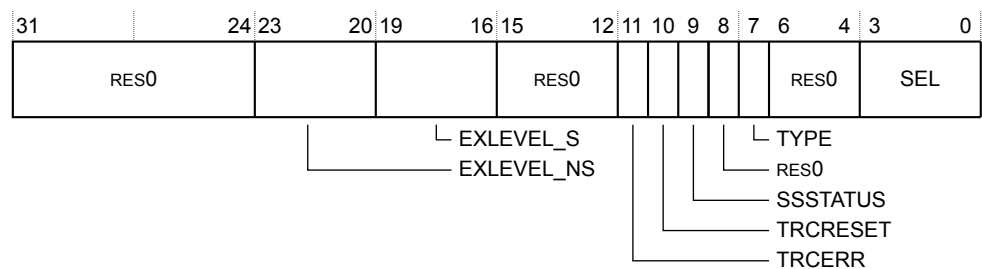 31 24 23 20 19 16 15 12 11 10 9 8 7 6 4 3 0
RES0 RES0 RES0 SEL
EXLEVEL_S TYPE
EXLEVEL_NS RES0
SSSTATUS
TRCRESET
TRCERR